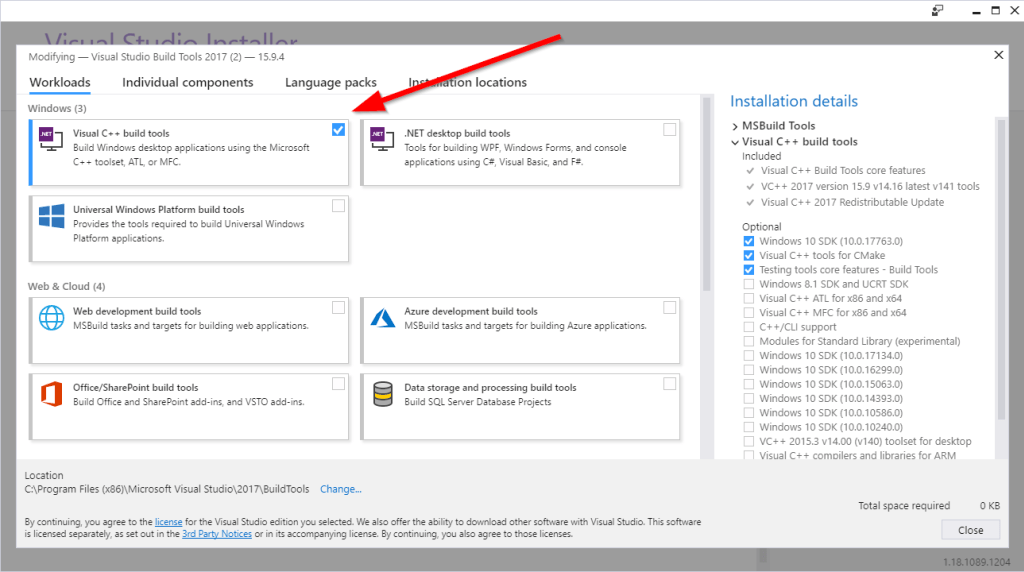 Visual Studio Installer
Modifying — Visual Studio Build Tools 2017 (2) — 15.9.4
Workloads Individual components Language packs Installation locations
Windows (3)
.NET
Visual C++ build tools
Build Windows desktop applications using the Microsoft
C++ toolset, ATL, or MFC.
.NET
.NET desktop build tools
Tools for building WPF, Windows Forms, and console
applications using C#, Visual Basic, and F#.
Universal Windows Platform build tools
Provides the tools required to build Universal Windows
Platform applications.
Web & Cloud (4)
Web development build tools
MSBuild tasks and targets for building web applications.
Azure development build tools
MSBuild tasks and targets for building Azure applications.
Office/SharePoint build tools
Build Office and SharePoint add-ins, and VSTO add-ins.
Data storage and processing build tools
Build SQL Server Database Projects
Installation details
MSBuild Tools
Visual C++ build tools
Included
Visual C++ Build Tools core features
VC++ 2017 version 15.9 v14.16 latest v141 tools
Visual C++ 2017 Redistributable Update
Optional
Windows 10 SDK (10.0.17763.0)
Visual C++ tools for CMake
Testing tools core features - Build Tools
Windows 8.1 SDK and UCRT SDK
Visual C++ ATL for x86 and x64
Visual C++ MFC for x86 and x64
C++/CLI support
Modules for Standard Library (experimental)
Windows 10 SDK (10.0.17134.0)
Windows 10 SDK (10.0.16299.0)
Windows 10 SDK (10.0.15063.0)
Windows 10 SDK (10.0.14393.0)
Windows 10 SDK (10.0.10586.0)
Windows 10 SDK (10.0.10240.0)
VC++ 2015.3 v14.00 (v140) toolset for desktop
Visual C++ compilers and libraries for ARM
Location
C:\Program Files (x86)\Microsoft Visual Studio\2017\BuildTools Change...
Total space required 0 KB
By continuing, you agree to the license for the Visual Studio edition you selected. We also offer the ability to download other software with Visual Studio. This software
is licensed separately, as set out in the 3rd Party Notices or in its accompanying license. By continuing, you also agree to those licenses.
Close
1.18.1089.1204